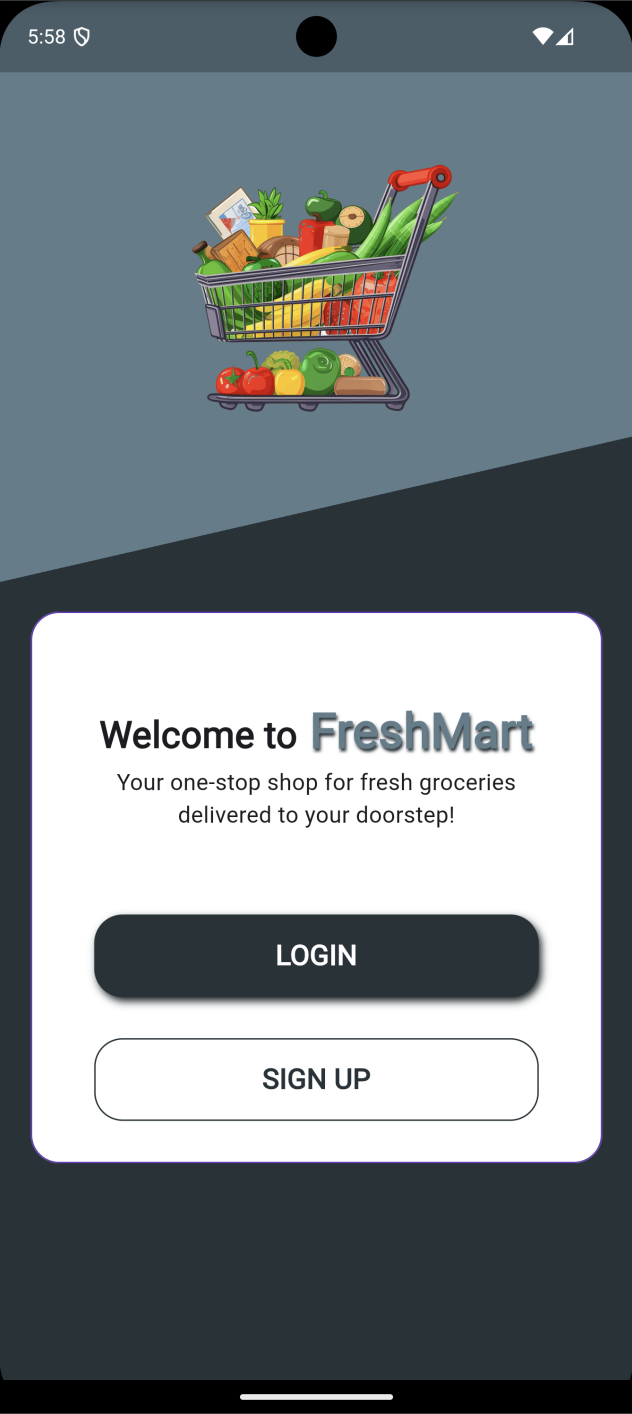 5:58
Welcome to FreshMart
Your one-stop shop for fresh groceries
delivered to your doorstep!
LOGIN
SIGN UP